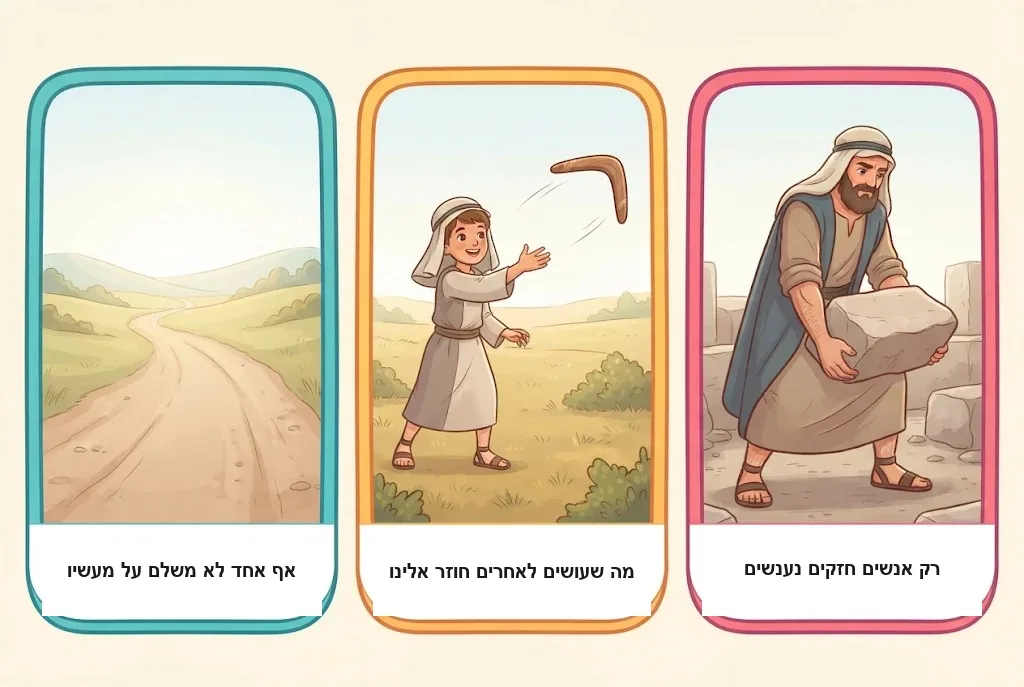 רק אנשים חזקים נענשים
מה שעושים לאחרים חוזר אלינו
אף אחד לא משלם על מעשיו